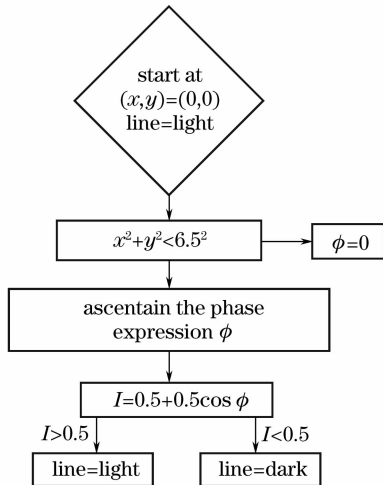 start at
(x,y)=(0,0)
line=light
x²+y²<6.5²
ϕ=0
ascentain the phase
expression ϕ
I=0.5+0.5cos ϕ
I>0.5
I<0.5
line=light
line=dark